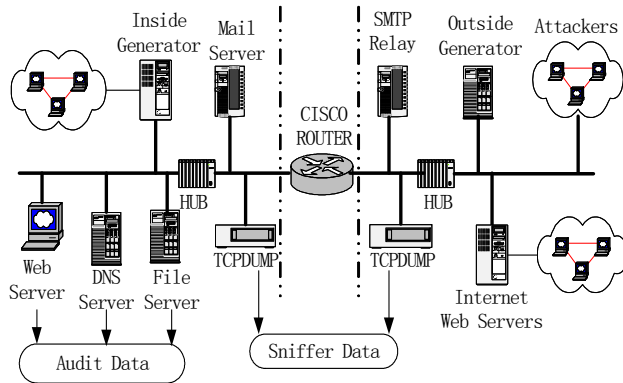 Inside
Generator
Mail
Server
SMTP
Relay
Outside
Generator
Attackers
CISCO
ROUTER
HUB
HUB
Web
Server
DNS
Server
File
Server
TCPDUMP
TCPDUMP
Internet
Web Servers
Audit Data
Sniffer Data